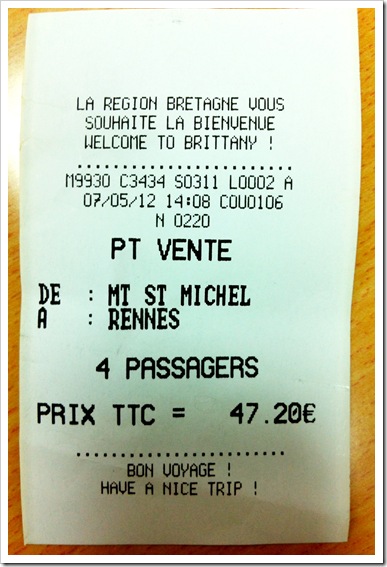 LA REGION BRETAGNE VOUS
SOUHAITE LA BIENVENUE
WELCOME TO BRITTANY !
...........................
M9930 C3434 S0311 L0002 A
07/05/12 14:08 COU0106
N 0220
PT VENTE
DE : MT ST MICHEL
A : RENNES
4 PASSAGERS
PRIX TTC = 47.20€
..........................
BON VOYAGE !
HAVE A NICE TRIP !